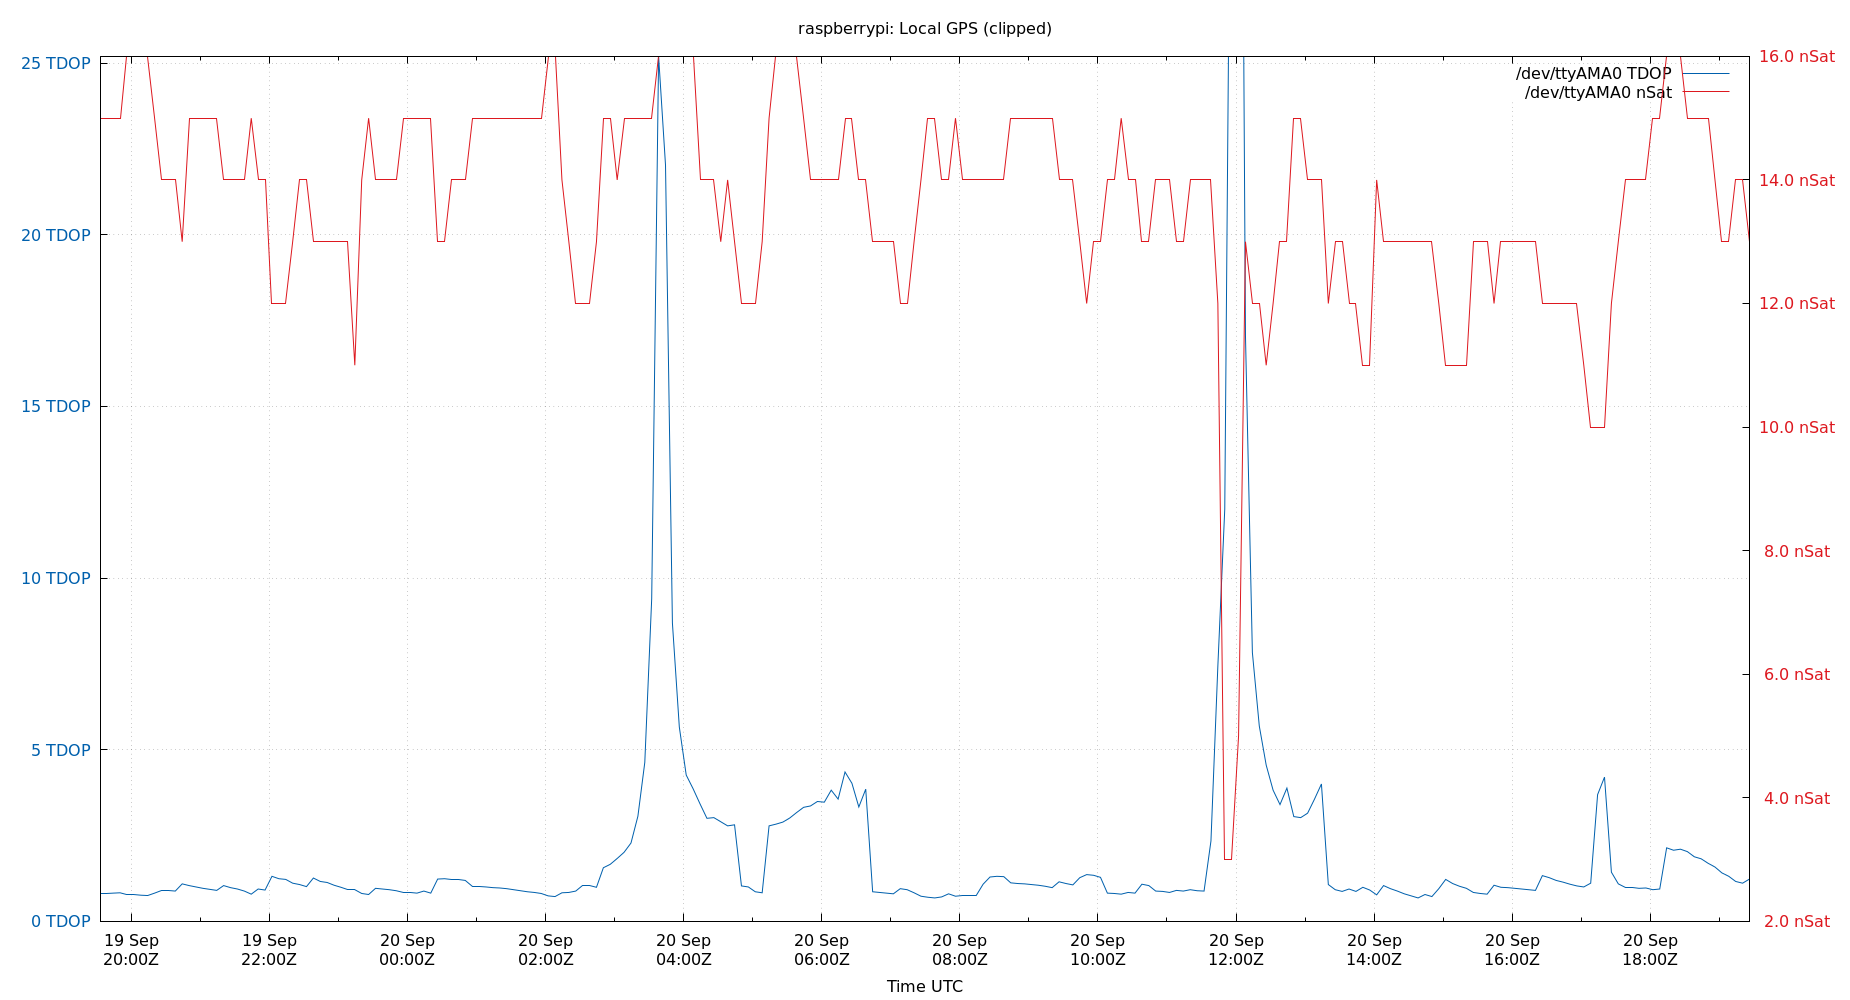 raspberrypi: Local GPS (clipped)
25 TDOP
20 TDOP
15 TDOP
10 TDOP
5 TDOP
0 TDOP
/dev/ttyAMA0 TDOP
/dev/ttyAMA0 nSat
16.0 nSat
14.0 nSat
12.0 nSat
10.0 nSat
8.0 nSat
6.0 nSat
4.0 nSat
2.0 nSat
19 Sep 19 Sep 20 Sep 20 Sep 20 Sep 20 Sep 20 Sep 20 Sep 20 Sep 20 Sep 20 Sep 20 Sep
20:00Z 22:00Z 00:00Z 02:00Z 04:00Z 06:00Z 08:00Z 10:00Z 12:00Z 14:00Z 16:00Z 18:00Z
Time UTC